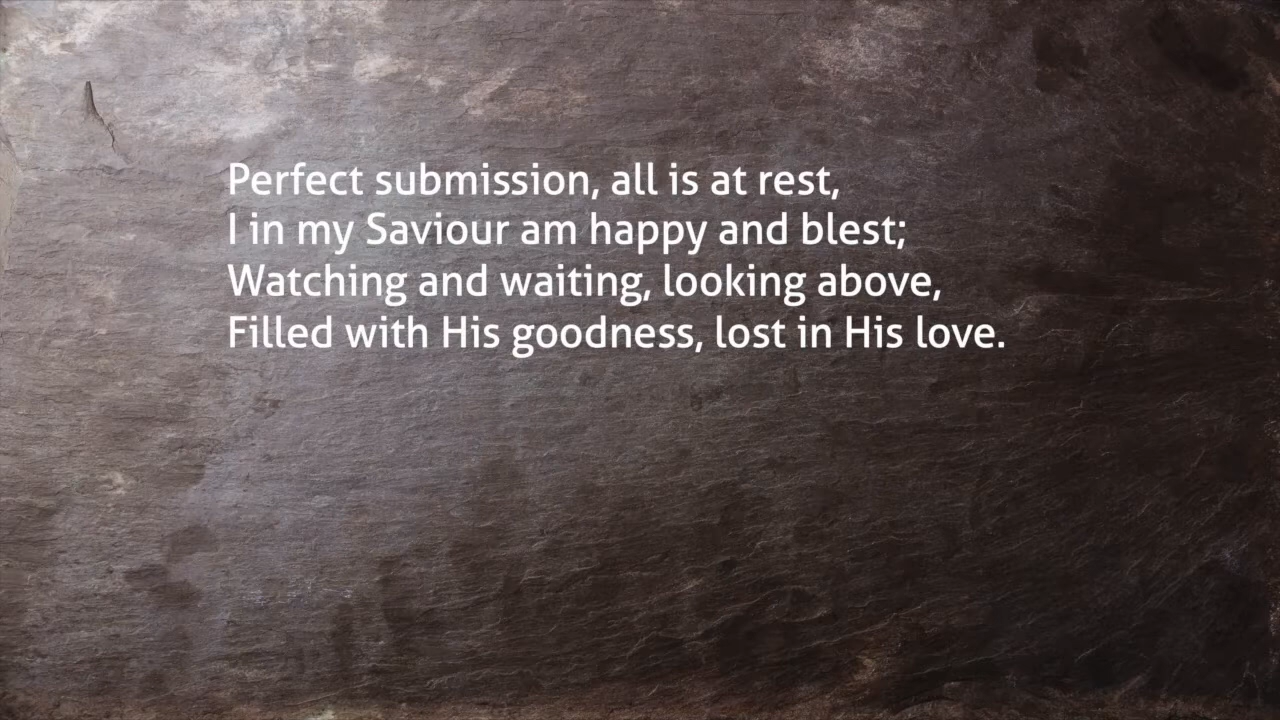 Perfect submission, all is at rest,
I in my Saviour am happy and blest;
Watching and waiting, looking above,
Filled with His goodness, lost in His love.